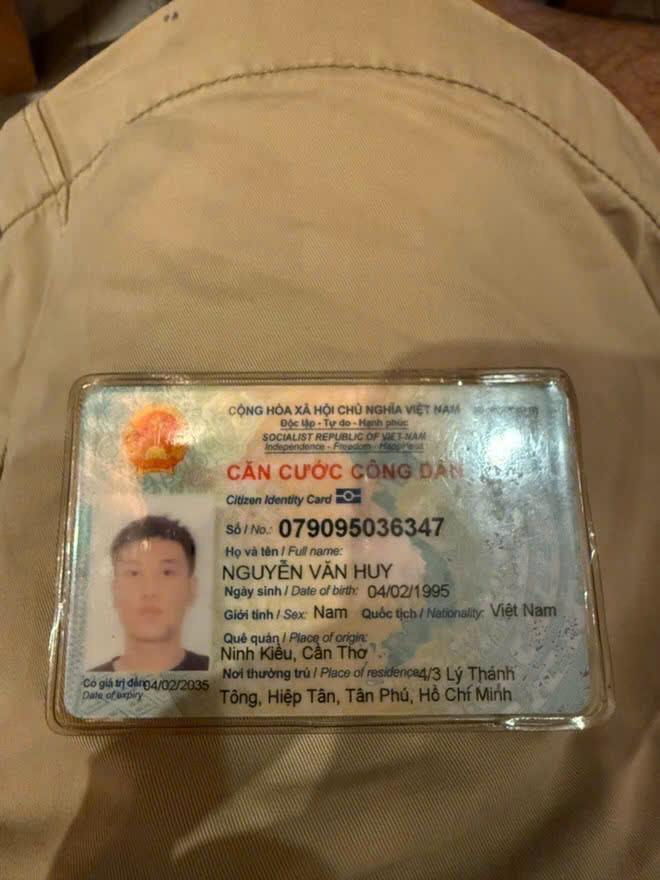 CỘNG HÒA XÃ HỘI CHỦ NGHĨA VIỆT NAM
Độc lập - Tự do - Hạnh phúc
SOCIALIST REPUBLIC OF VIET NAM
Independence - Freedom - Happiness
CĂN CƯỚC CÔNG DÂN
Citizen Identity Card
Số / No.: 079095036347
Họ và tên / Full name:
NGUYỄN VĂN HUY
Ngày sinh / Date of birth: 04/02/1995
Giới tính / Sex: Nam Quốc tịch / Nationality: Việt Nam
Quê quán / Place of origin:
Ninh Kiều, Cần Thơ
Nơi thường trú / Place of residence 4/3 Lý Thánh
Tông, Hiệp Tân, Tân Phú, Hồ Chí Minh
Có giá trị đến 04/02/2035
Date of expiry